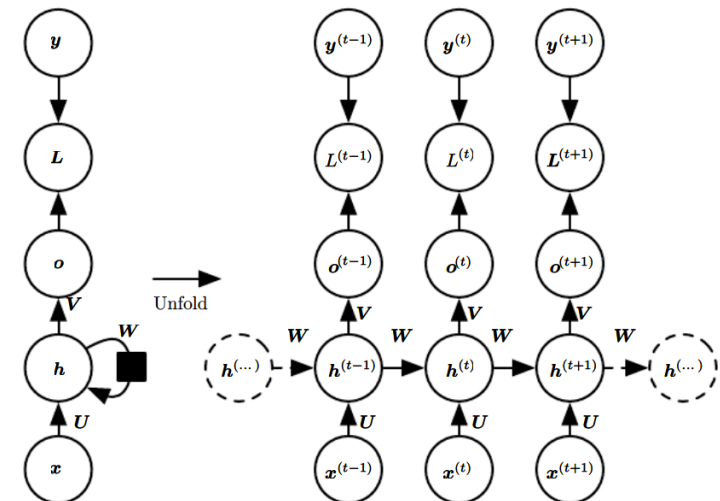 y y(t−1) y(t) y(t+1)
L L(t−1) L(t) L(t+1)
o o(t−1) o(t) o(t+1)
Unfold
V V V V
W W W W W
h h(...) h(t−1) h(t) h(t+1) h(...)
U U U U
x x(t−1) x(t) x(t+1)